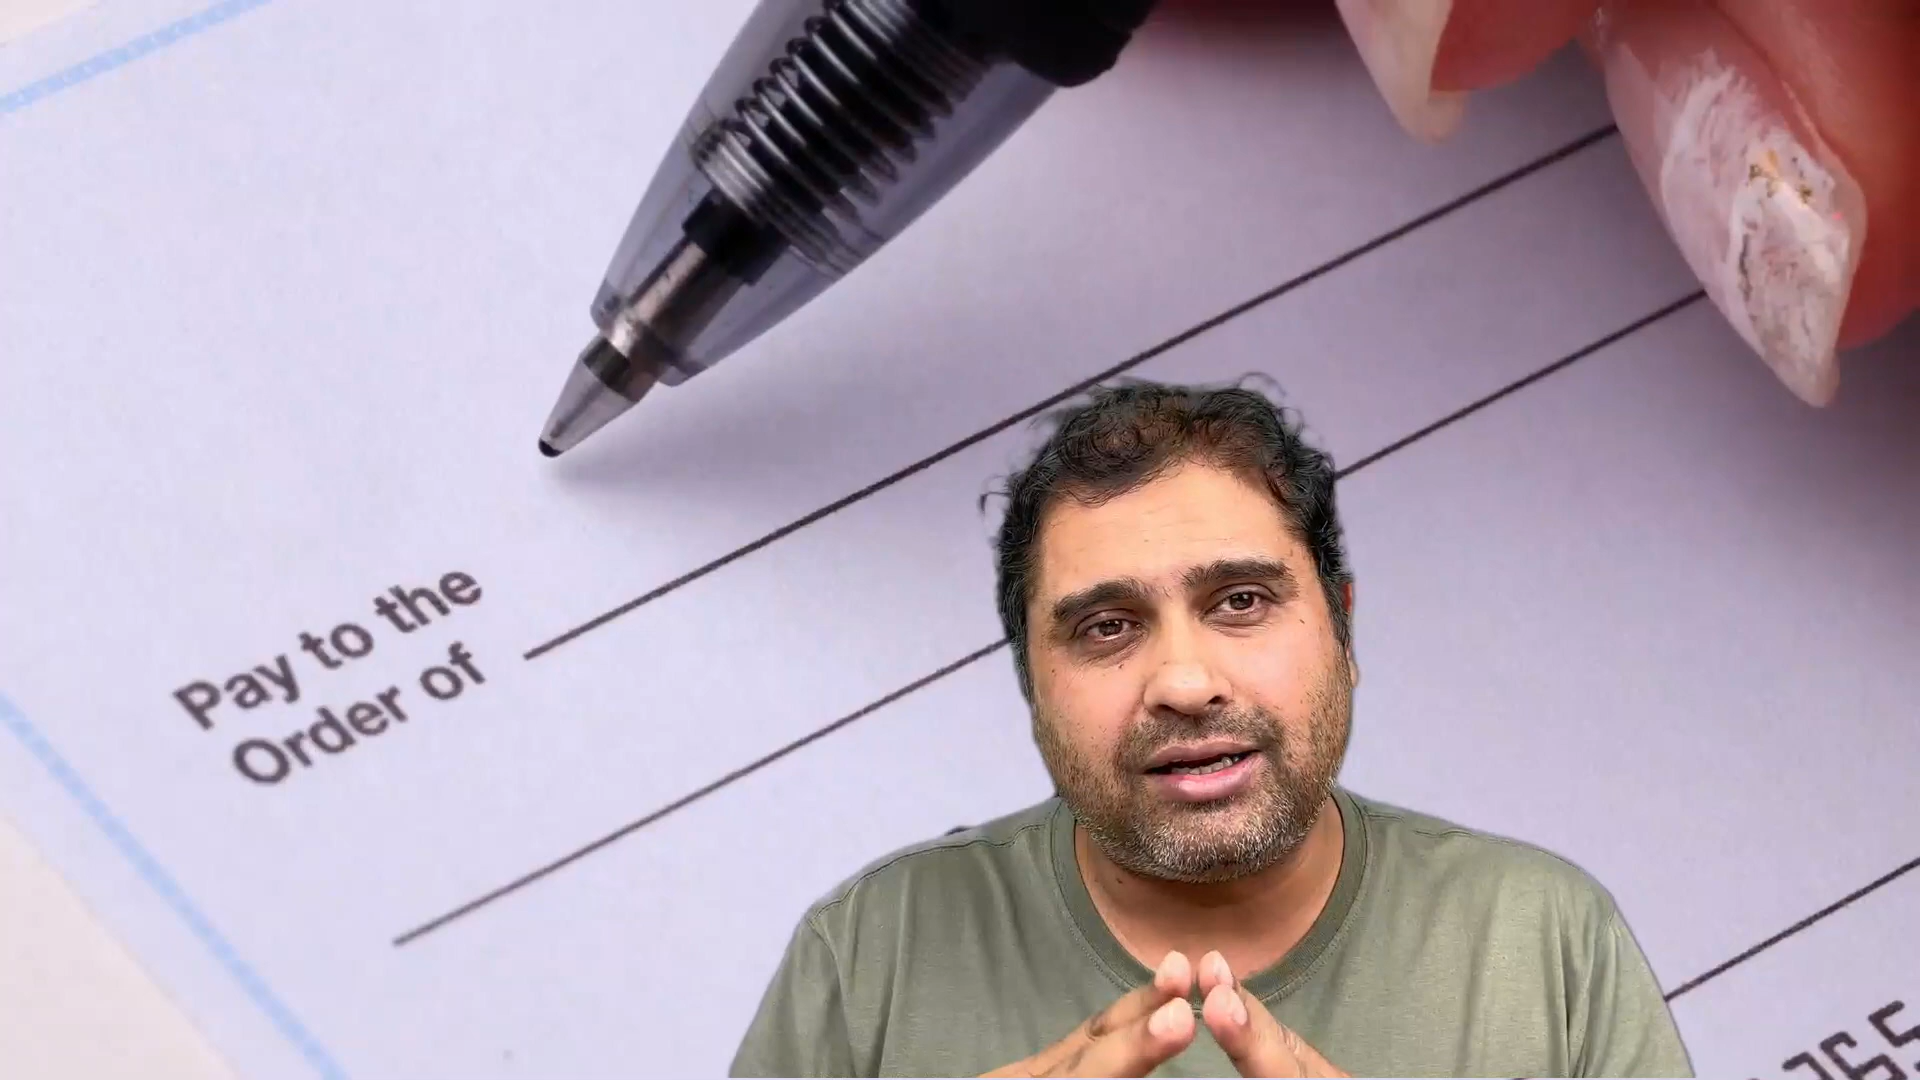 Pay to the
Order of